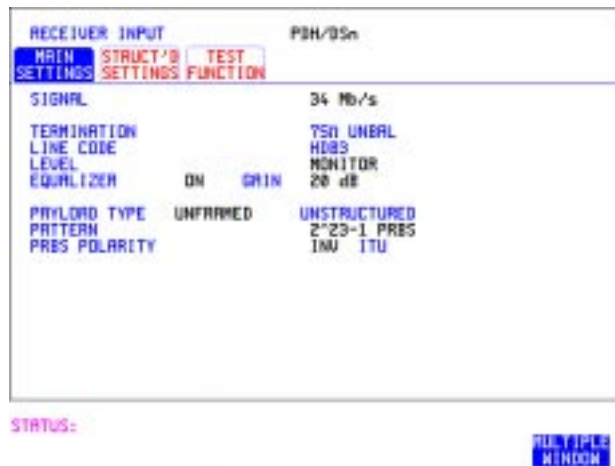 RECEIVER INPUT PDH/DSn
MAIN SETTINGS STRUCT'D SETTINGS TEST FUNCTION
SIGNAL 34 Mb/s
TERMINATION 75Ω UNBAL
LINE CODE HDB3
LEVEL MONITOR
EQUALIZER ON GAIN 20 dB
PAYLOAD TYPE UNFRAMED UNSTRUCTURED
PATTERN 2^23-1 PRBS
PRBS POLARITY INV ITU
STATUS:
MULTIPLE
WINDOW